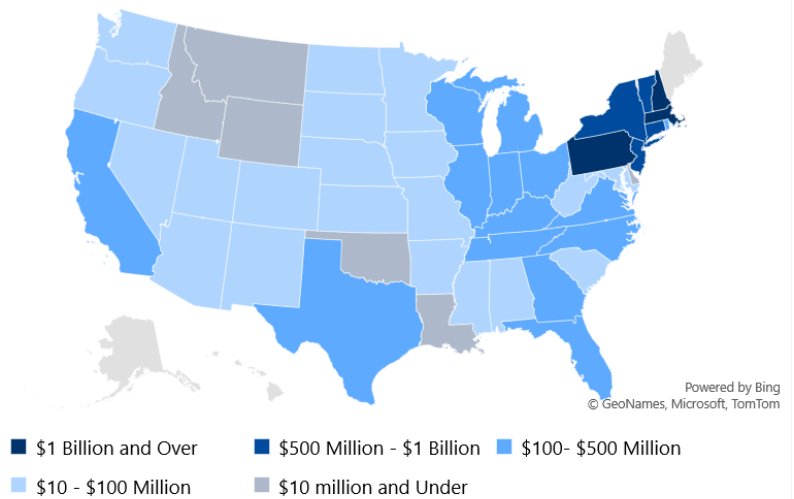 Powered by Bing
© GeoNames, Microsoft, TomTom
$1 Billion and Over
$500 Million - $1 Billion
$100- $500 Million
$10 - $100 Million
$10 million and Under